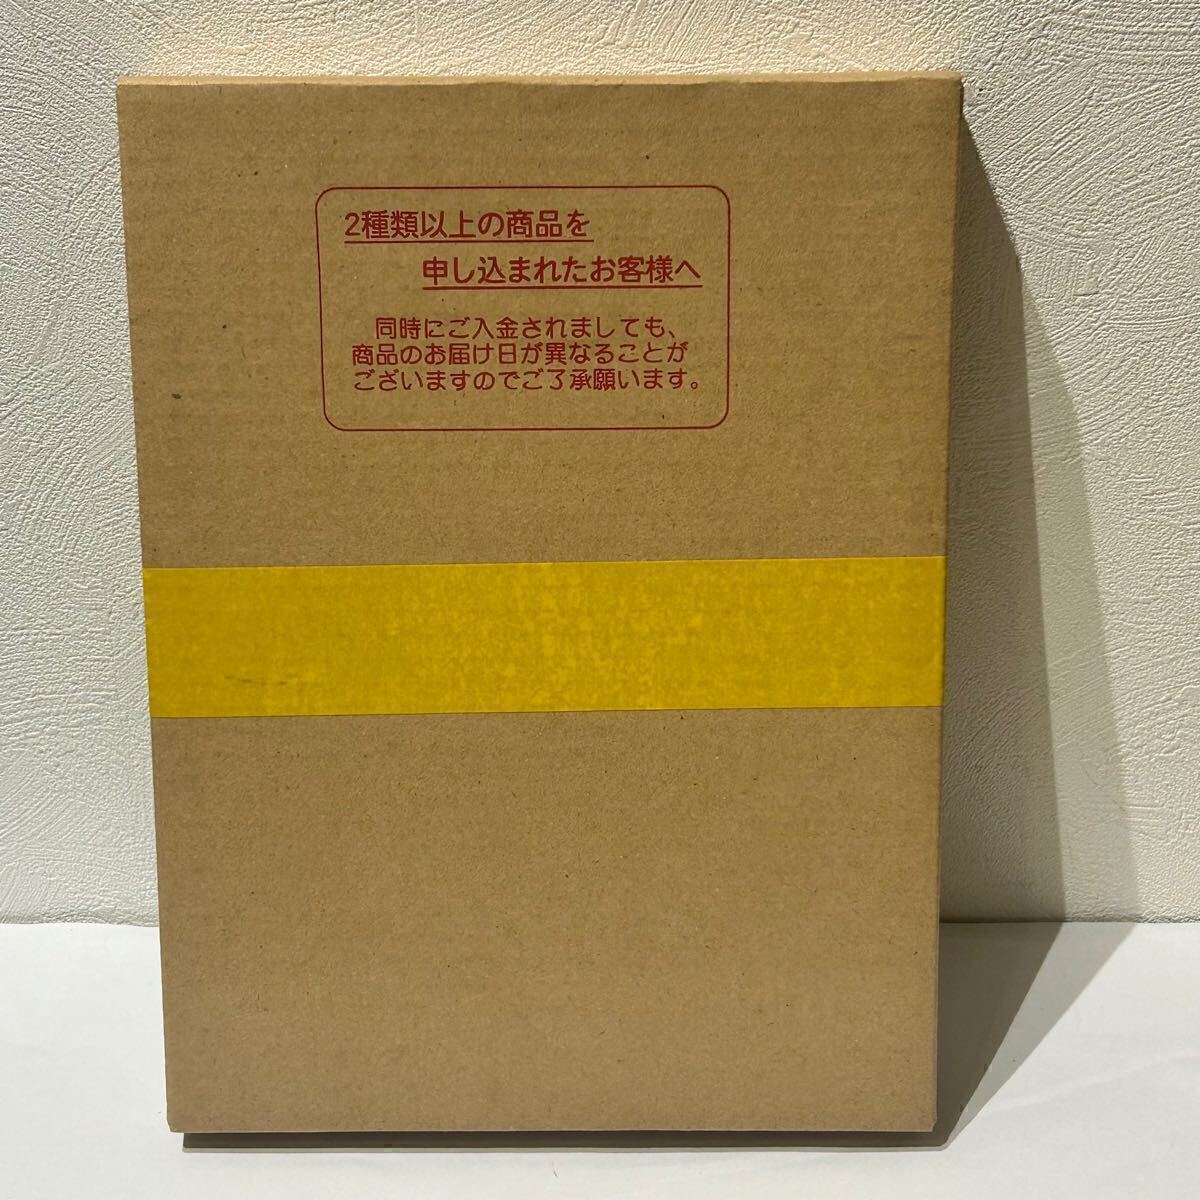 2種類以上の商品を
申し込まれたお客様へ
同時にご入金されましても、
商品のお届け日が異なることが
ございますのでご了承願います。